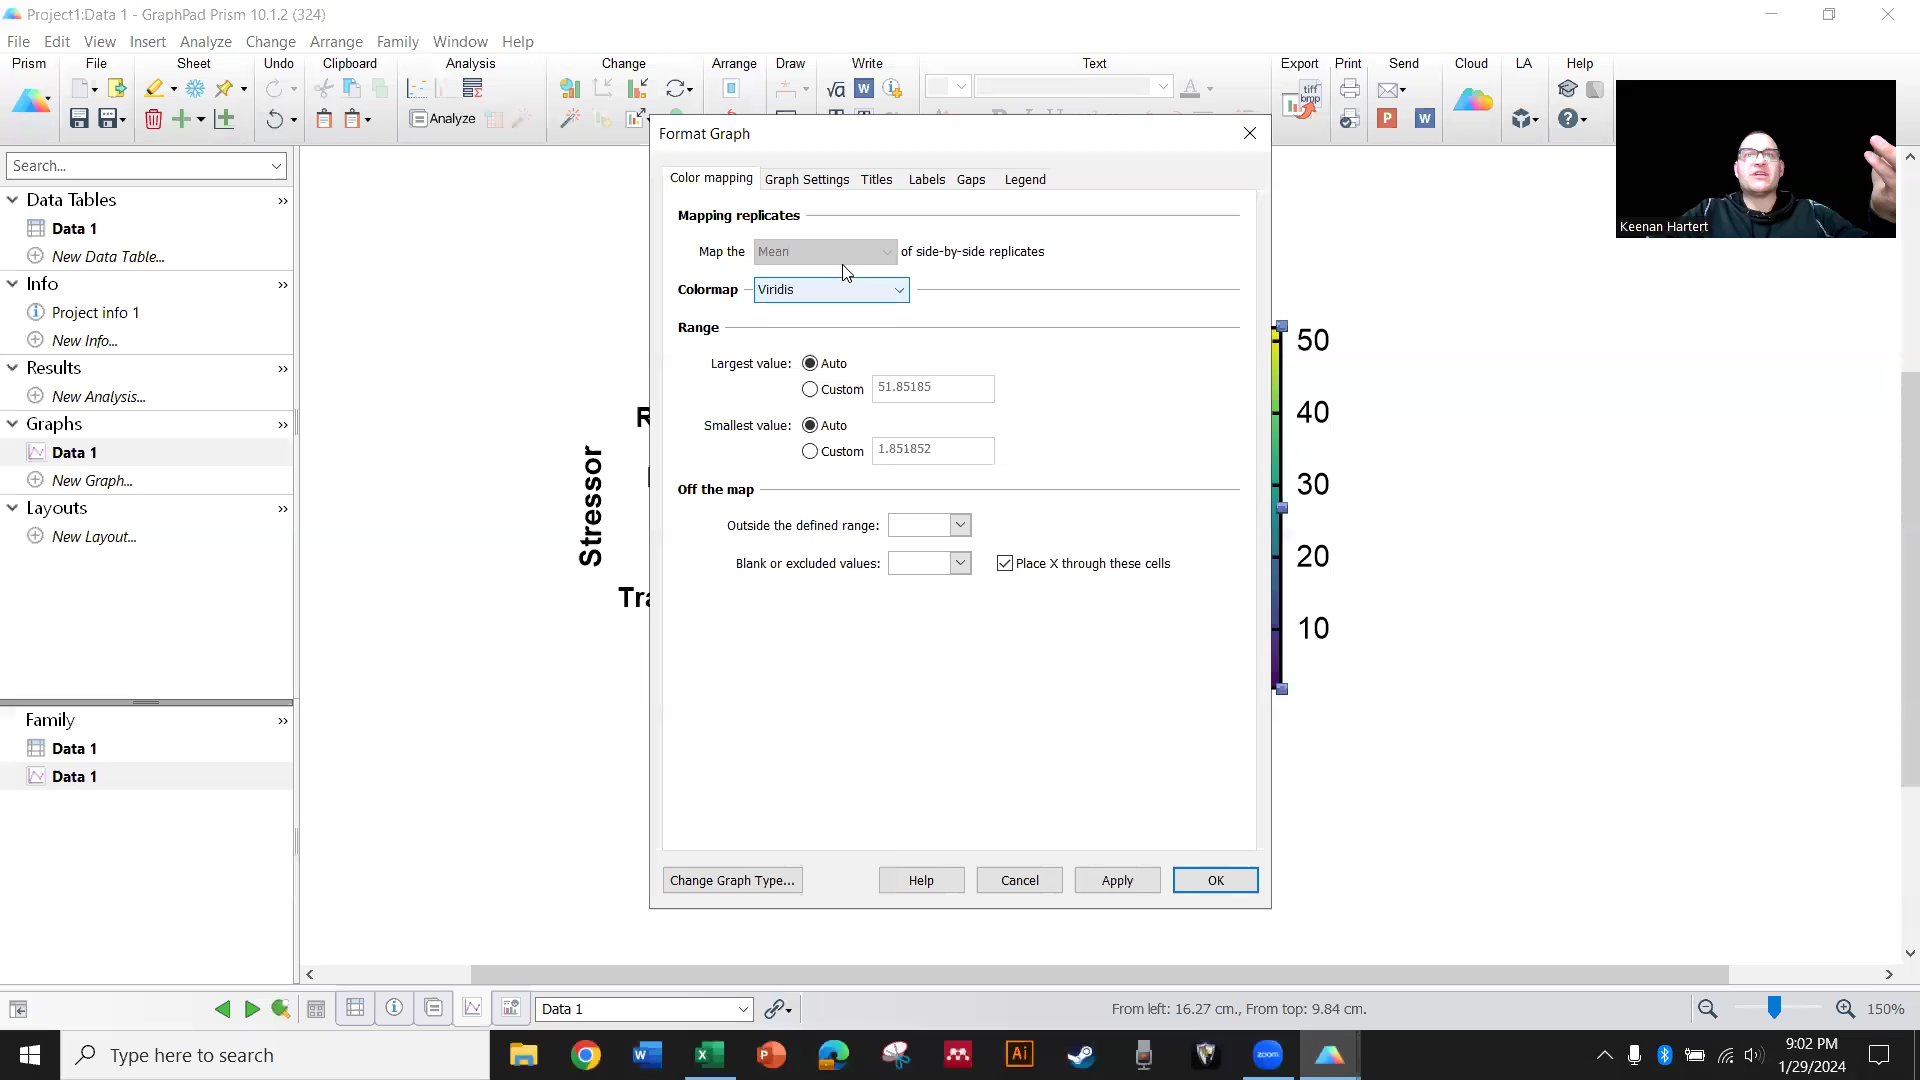 Project1:Data 1 - GraphPad Prism 10.1.2 (324)
File Edit View Insert Analyze Change Arrange Family Window Help
Prism File Sheet Undo Clipboard Analysis Change Arrange Draw Write Text Export Print Send Cloud LA Help
tiff
bmp
Analyze
Keenan Hartert
Search...
Data Tables
Data 1
New Data Table...
Info
Project info 1
New Info...
Results
New Analysis...
Graphs
Data 1
New Graph...
Layouts
New Layout...
Family
Data 1
Data 1
Stressor
R
Tra
50
40
30
20
10
Format Graph
Color mapping Graph Settings Titles Labels Gaps Legend
Mapping replicates
Map the Mean of side-by-side replicates
Colormap Viridis
Range
Largest value: Auto
Custom 51.85185
Smallest value: Auto
Custom 1.851852
Off the map
Outside the defined range:
Blank or excluded values: Place X through these cells
Change Graph Type... Help Cancel Apply OK
Data 1
From left: 16.27 cm., From top: 9.84 cm.
150%
Type here to search
Ai
zoom
9:02 PM
1/29/2024